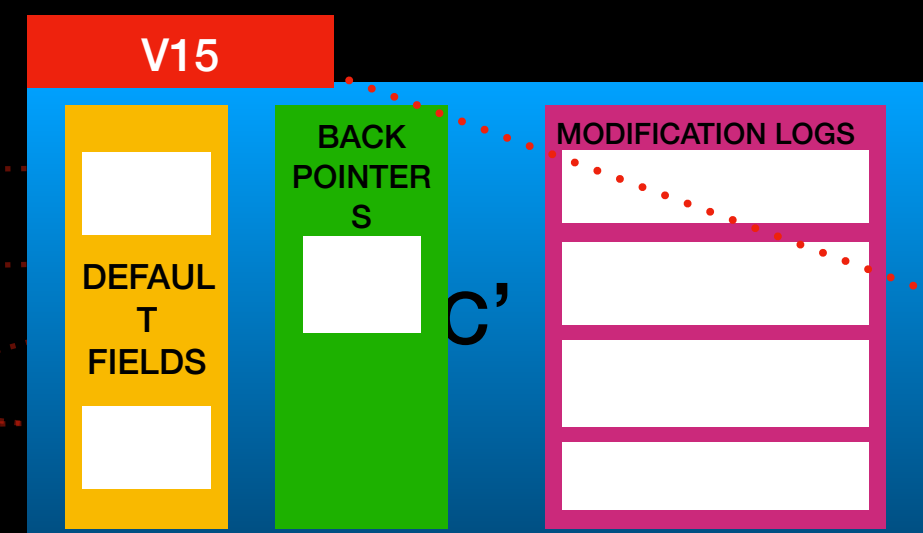 V15
DEFAUL
T
FIELDS
BACK
POINTER
S
C’
MODIFICATION LOGS